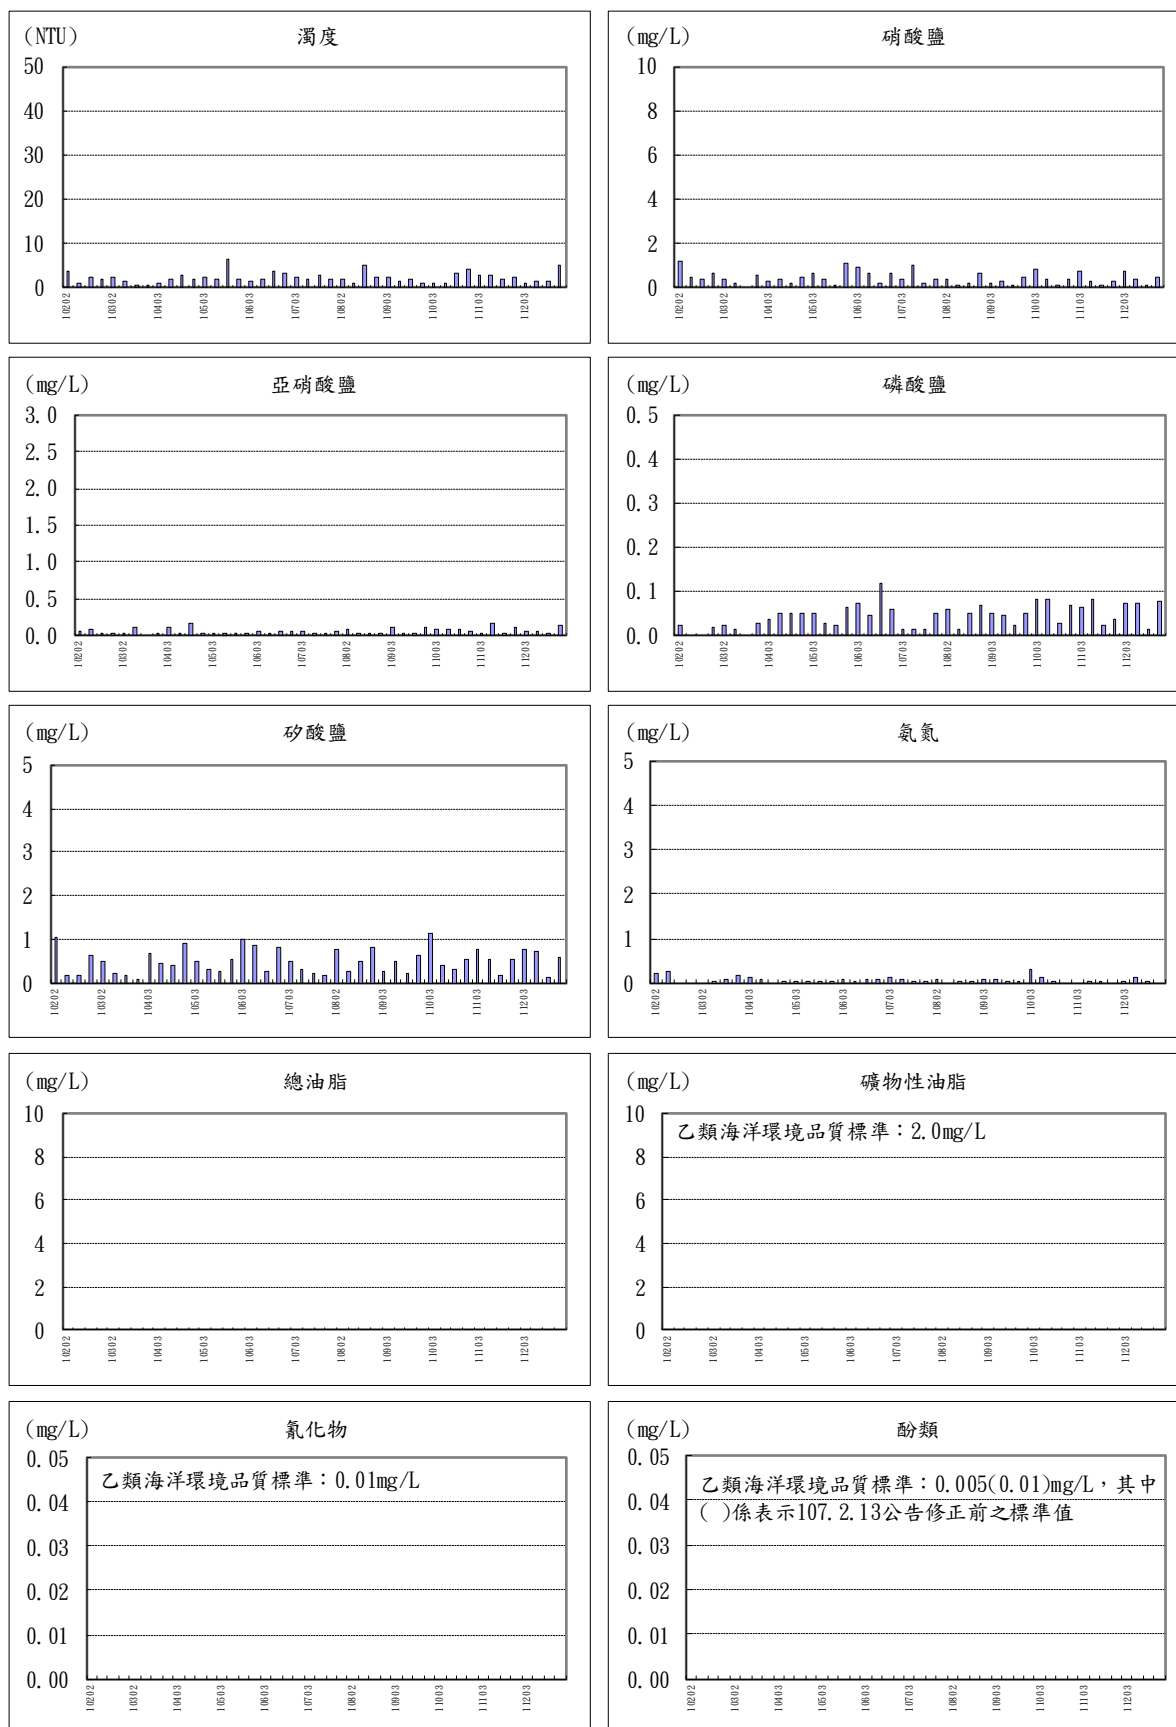 (NTU) 濁度
50
40
30
20
10
0
10202 10302 10403 10503 10603 10703 10802 10903 11003 11103 11203
(mg/L) 硝酸鹽
10
8
6
4
2
0
10202 10302 10403 10503 10603 10703 10802 10903 11003 11103 11203
(mg/L) 亞硝酸鹽
3.0
2.5
2.0
1.5
1.0
0.5
0.0
10202 10302 10403 10503 10603 10703 10802 10903 11003 11103 11203
(mg/L) 磷酸鹽
0.5
0.4
0.3
0.2
0.1
0.0
10202 10302 10403 10503 10603 10703 10802 10903 11003 11103 11203
(mg/L) 矽酸鹽
5
4
3
2
1
0
10202 10302 10403 10503 10603 10703 10802 10903 11003 11103 11203
(mg/L) 氨氮
5
4
3
2
1
0
10202 10302 10403 10503 10603 10703 10802 10903 11003 11103 11203
(mg/L) 總油脂
10
8
6
4
2
0
10202 10302 10403 10503 10603 10703 10802 10903 11003 11103 11203
(mg/L) 礦物性油脂
乙類海洋環境品質標準：2.0mg/L
10
8
6
4
2
0
10202 10302 10403 10503 10603 10703 10802 10903 11003 11103 11203
(mg/L) 氰化物
乙類海洋環境品質標準：0.01mg/L
0.05
0.04
0.03
0.02
0.01
0.00
10202 10302 10403 10503 10603 10703 10802 10903 11003 11103 11203
(mg/L) 酚類
乙類海洋環境品質標準：0.005(0.01)mg/L，其中
( )係表示107.2.13公告修正前之標準值
0.05
0.04
0.03
0.02
0.01
0.00
10202 10302 10403 10503 10603 10703 10802 10903 11003 11103 11203